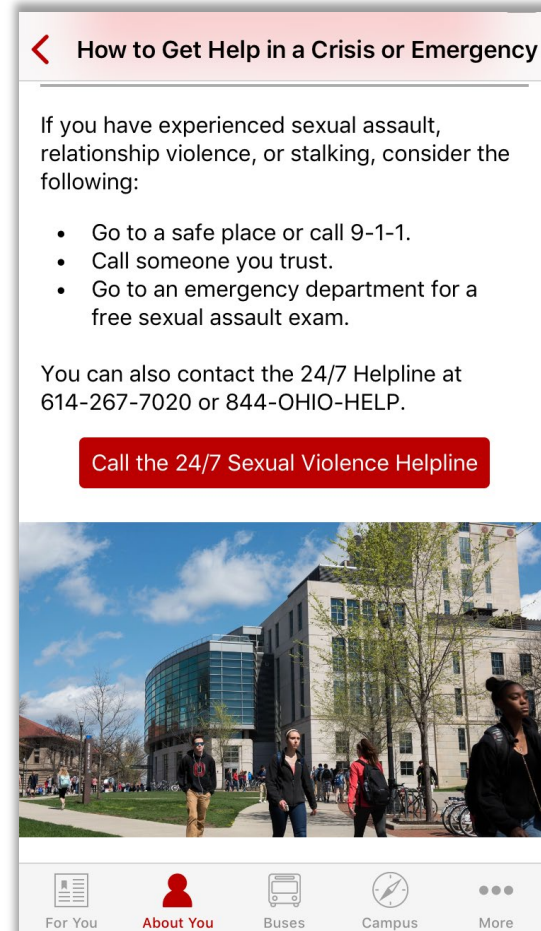 How to Get Help in a Crisis or Emergency
If you have experienced sexual assault,
relationship violence, or stalking, consider the
following:
• Go to a safe place or call 9-1-1.
• Call someone you trust.
• Go to an emergency department for a
free sexual assault exam.
You can also contact the 24/7 Helpline at
614-267-7020 or 844-OHIO-HELP.
Call the 24/7 Sexual Violence Helpline
For You About You Buses Campus More